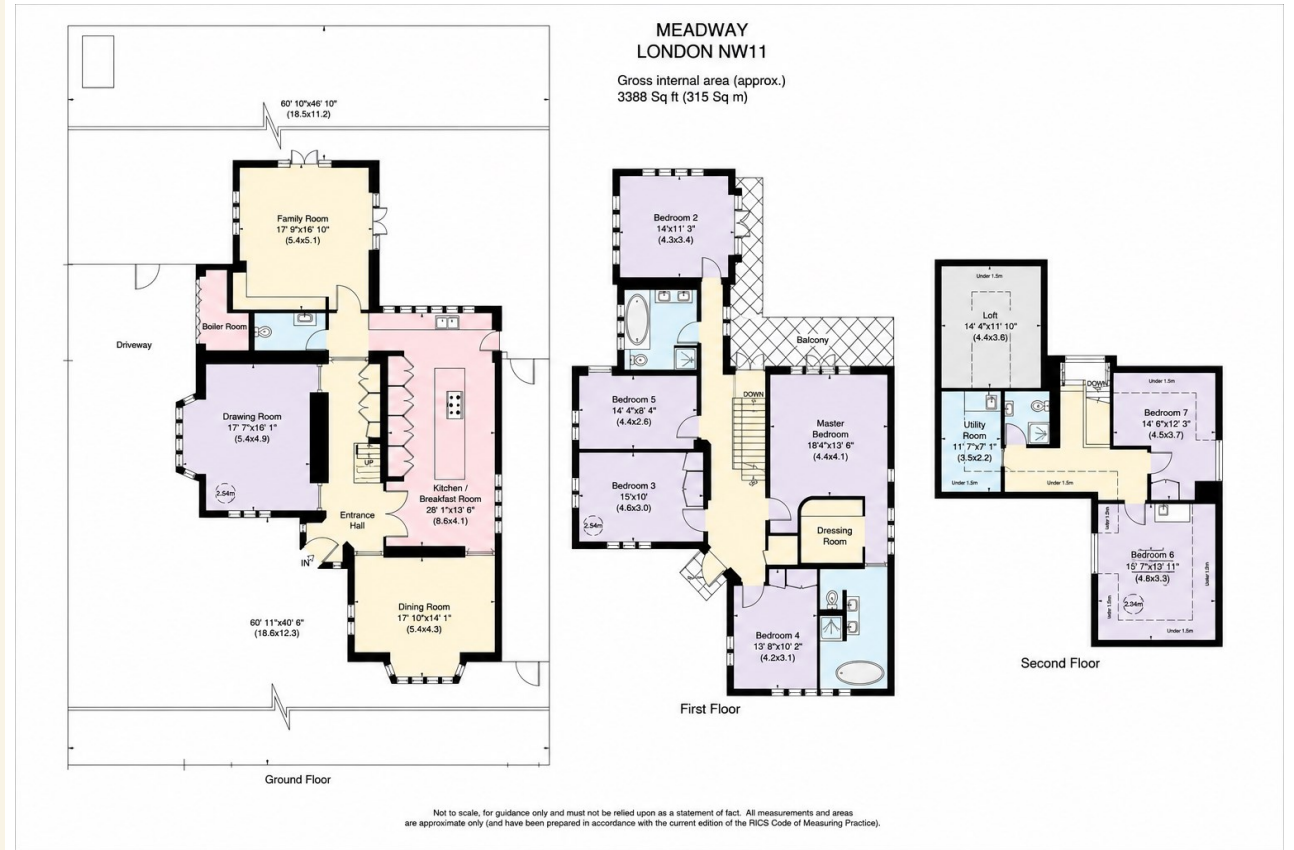 MEADWAY
LONDON NW11
Gross internal area (approx.)
3388 Sq ft (315 Sq m)
60' 10"x46' 10"
(18.5x11.2)
Family Room
17' 9"x16' 10"
(5.4x5.1)
Boiler Room
Driveway
Drawing Room
17' 7"x16' 1"
(5.4x4.9)
2.54m
UP
Kitchen /
Breakfast Room
28' 1"x13' 6"
(8.6x4.1)
Entrance
Hall
IN
Dining Room
17' 10"x14' 1"
(5.4x4.3)
60' 11"x40' 6"
(18.6x12.3)
Ground Floor
Bedroom 2
14'x11' 3"
(4.3x3.4)
Balcony
Bedroom 5
14' 4"x8' 4"
(4.4x2.6)
DOWN
Master
Bedroom
18'4"x13' 6"
(4.4x4.1)
UP
Bedroom 3
15'x10'
(4.6x3.0)
2.54m
Dressing
Room
Bedroom 4
13' 8"x10' 2"
(4.2x3.1)
First Floor
Under 1.5m
Loft
14' 4"x11' 10"
(4.4x3.6)
DOWN
Under 1.5m
Bedroom 7
14' 6"x12' 3"
(4.5x3.7)
Utility
Room
11' 7"x7' 1"
(3.5x2.2)
Under 1.5m
Under 1.5m
Under 1.5m
Bedroom 6
15' 7"x13' 11"
(4.8x3.3)
2.34m
Under 1.5m
Under 1.5m
Under 1.5m
Second Floor
Not to scale, for guidance only and must not be relied upon as a statement of fact. All measurements and areas
are approximate only (and have been prepared in accordance with the current edition of the RICS Code of Measuring Practice).